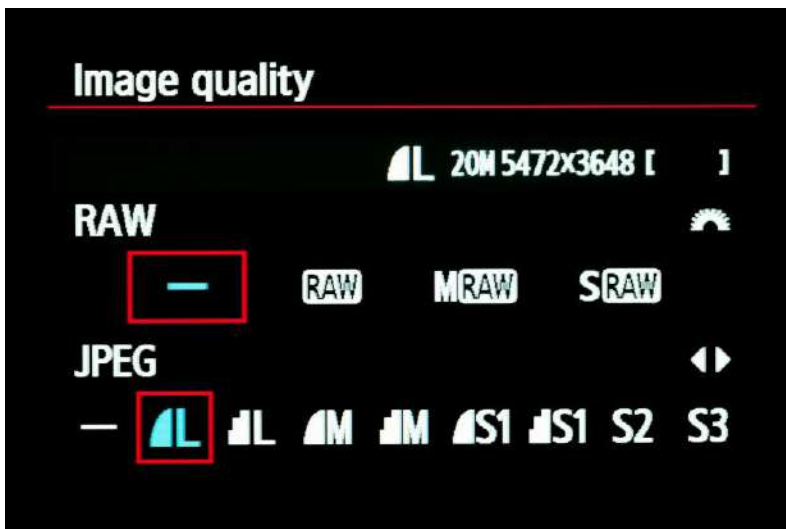 Image quality
L 20M 5472X3648 [ ]
RAW
— RAW MRAW SRAW
JPEG
— L L M M S1 S1 S2 S3